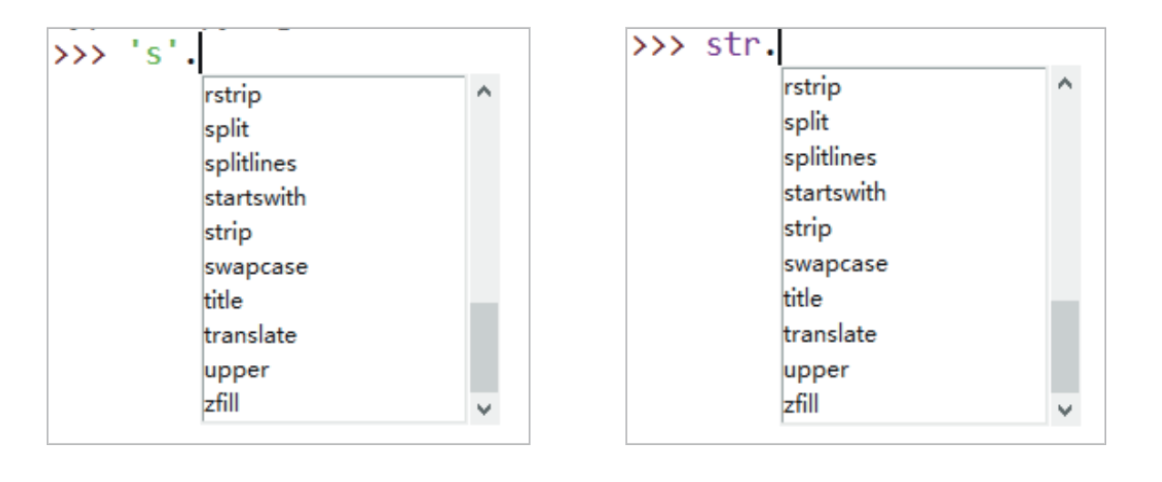 >>> 's'.
rstrip
split
splitlines
startswith
strip
swapcase
title
translate
upper
zfill
>>> str.
rstrip
split
splitlines
startswith
strip
swapcase
title
translate
upper
zfill